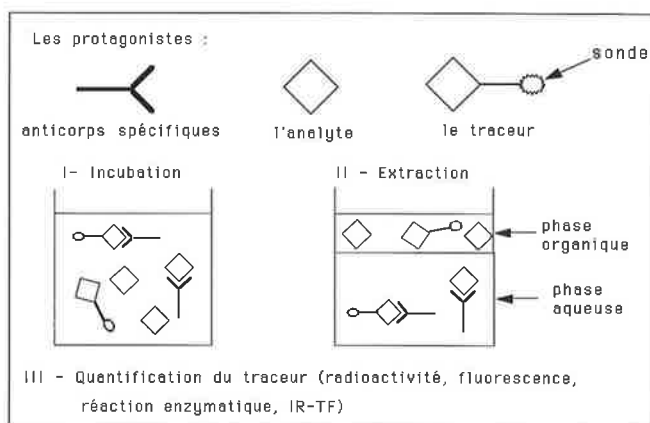 Les protagonistes :
sonde
anticorps spécifiques
l'analyte
le traceur
I- Incubation
II - Extraction
phase
organique
phase
aqueuse
III - Quantification du traceur (radioactivité, fluorescence,
réaction enzymatique, IR-TF)